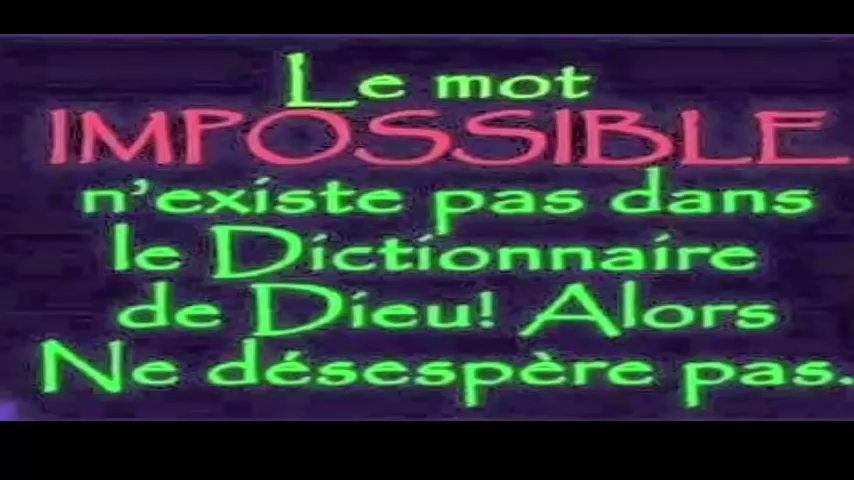 Le mot
IMPOSSIBLE
n'existe pas dans
le Dictionnaire
de Dieu! Alors
Ne désespère pas.